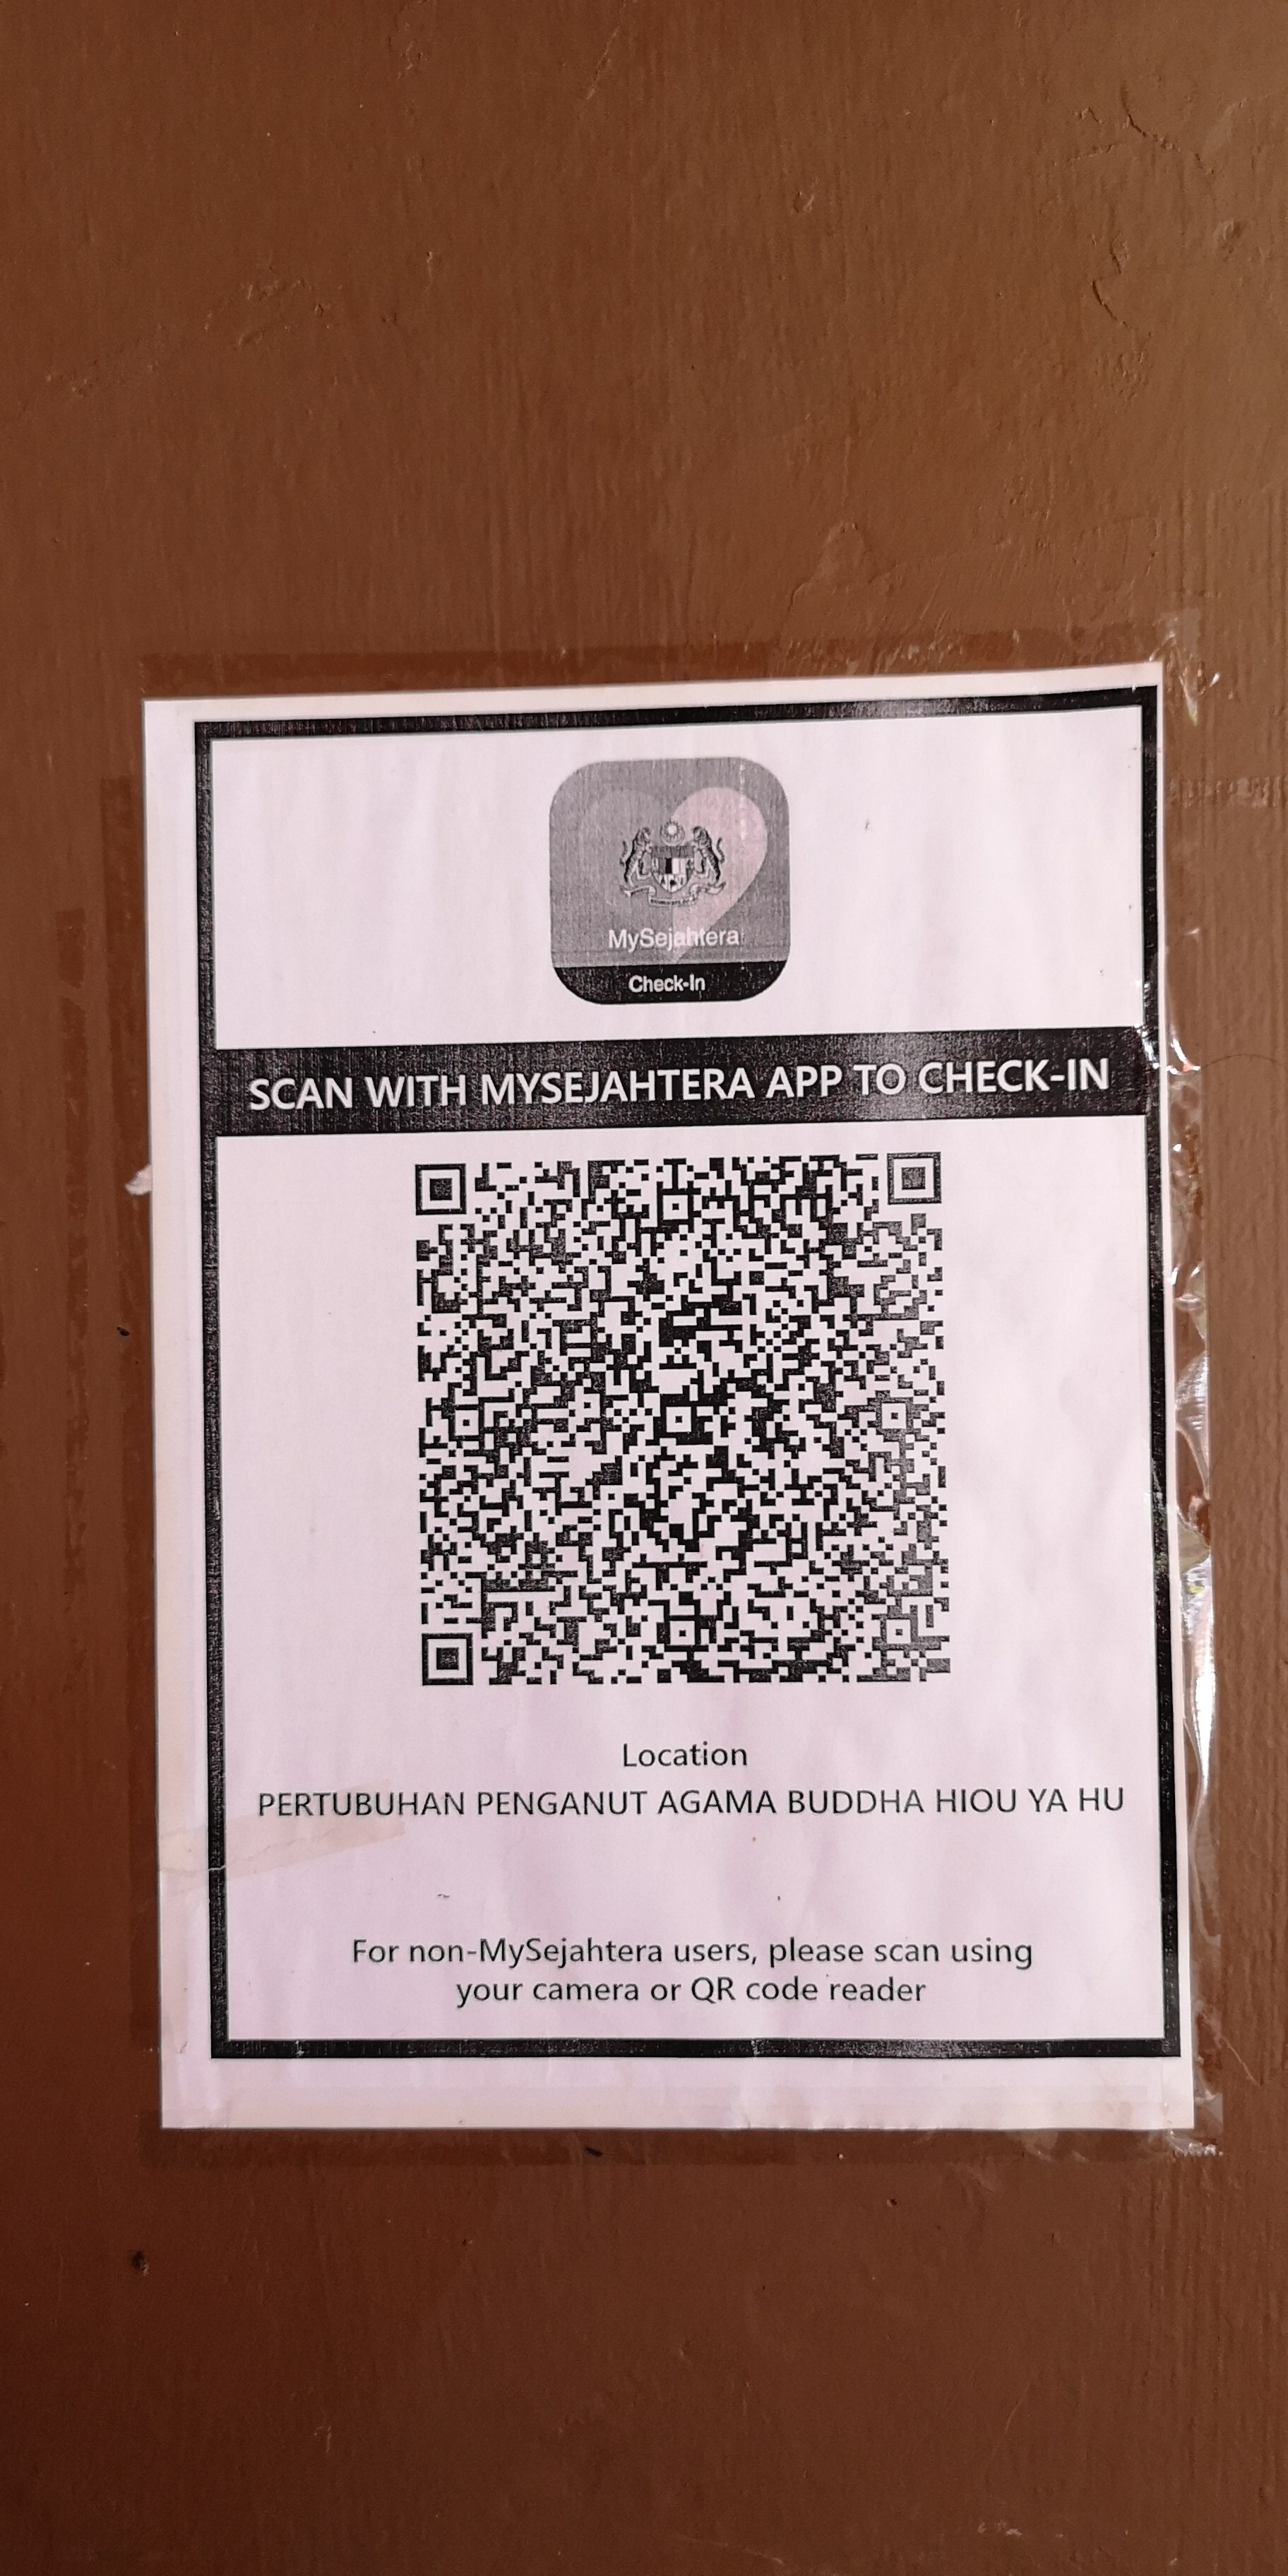 MySejahtera
Check-In
SCAN WITH MYSEJAHTERA APP TO CHECK-IN
Location
PERTUBUHAN PENGANUT AGAMA BUDDHA HIOU YA HU
For non-MySejahtera users, please scan using
your camera or QR code reader